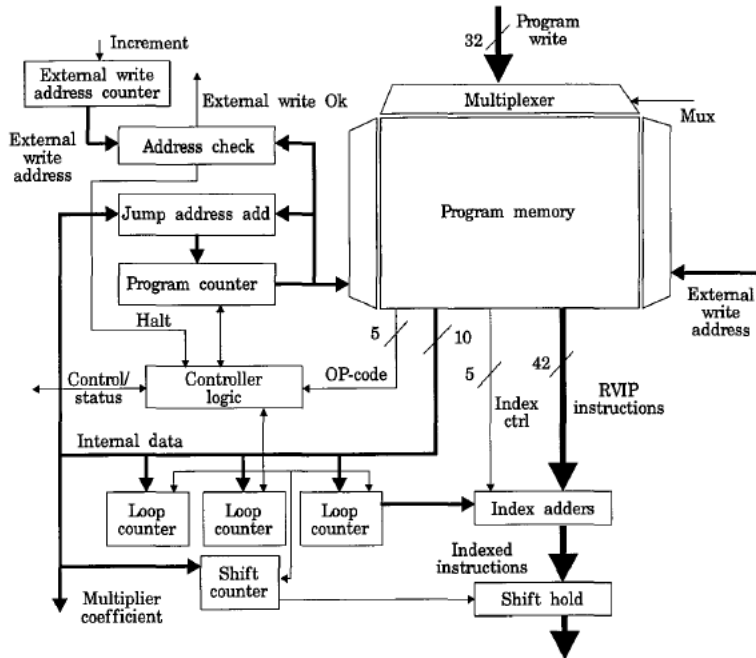 Increment
32
Program
write
External write
address counter
External write Ok
Multiplexer
Mux
External
write
address
Address check
Jump address add
Program memory
Program counter
External
write
address
Halt
5
10
5
42
Control/
status
Controller
logic
OP-code
Index
ctrl
RVIP
instructions
Internal data
Loop
counter
Loop
counter
Loop
counter
Index adders
Indexed
instructions
Shift
counter
Multiplier
coefficient
Shift hold